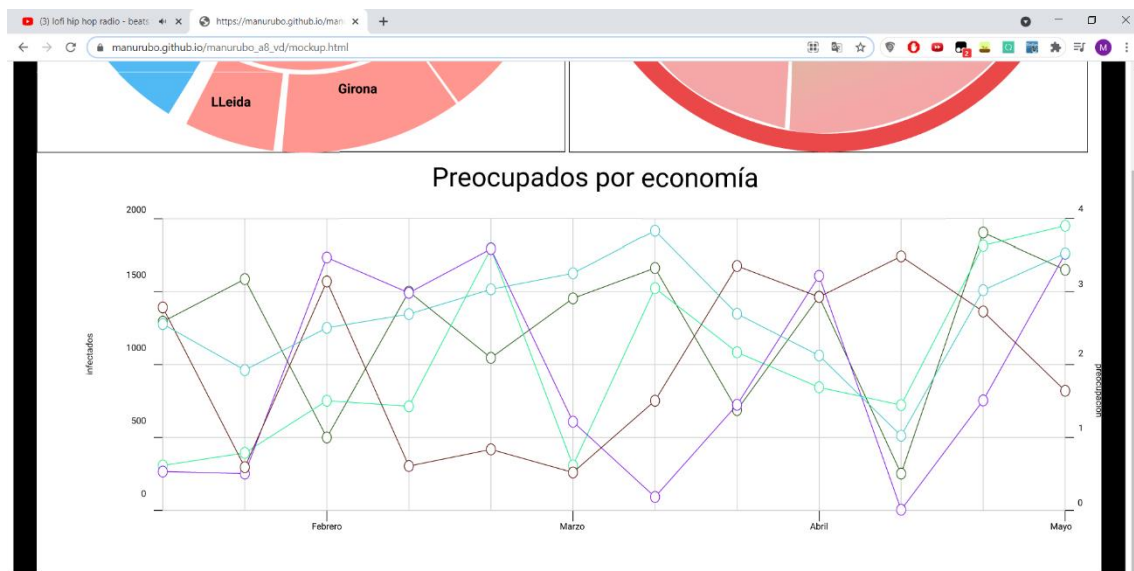 (3) lofi hip hop radio - beats
https://manurubo.github.io/man
manurubo.github.io/manurubo_a8_vd/mockup.html
M
2
LLeida
Girona
Preocupados por economía
2000
4
1500
3
infectados
1000
2
preocupacion
500
1
0
0
Febrero
Marzo
Abril
Mayo